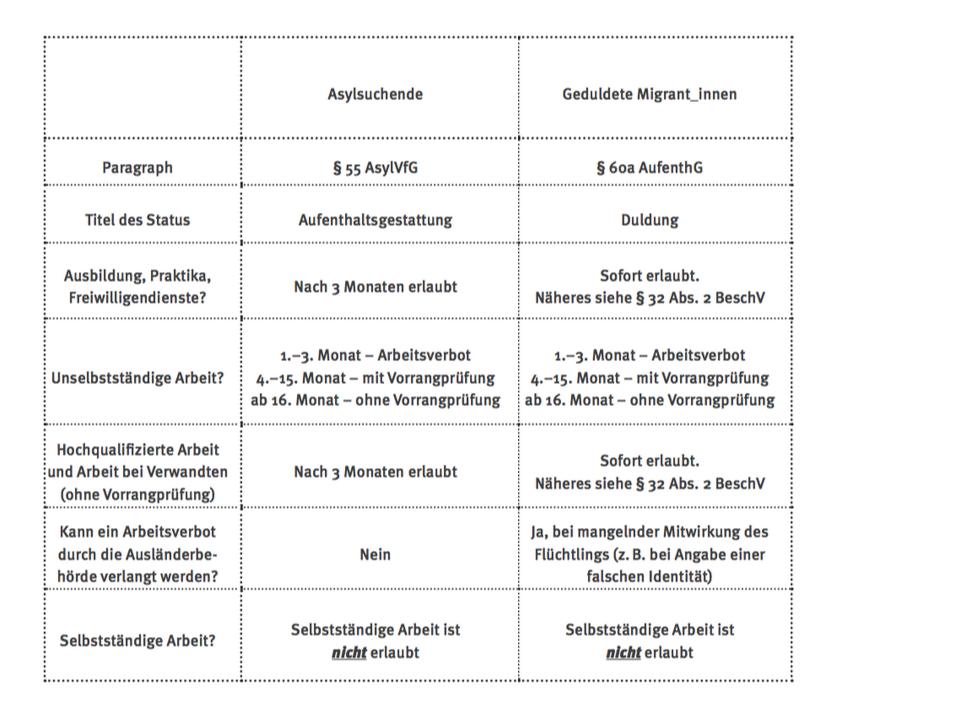 Asylsuchende
Geduldete Migrant_innen
Paragraph
§ 55 AsylVfG
§ 60a AufenthG
Titel des Status
Aufenthaltsgestattung
Duldung
Ausbildung, Praktika,
Freiwilligendienste?
Nach 3 Monaten erlaubt
Sofort erlaubt.
Näheres siehe § 32 Abs. 2 BeschV
Unselbstständige Arbeit?
1.–3. Monat – Arbeitsverbot
4.–15. Monat – mit Vorrangprüfung
ab 16. Monat – ohne Vorrangprüfung
1.–3. Monat – Arbeitsverbot
4.–15. Monat – mit Vorrangprüfung
ab 16. Monat – ohne Vorrangprüfung
Hochqualifizierte Arbeit
und Arbeit bei Verwandten
(ohne Vorrangprüfung)
Nach 3 Monaten erlaubt
Sofort erlaubt.
Näheres siehe § 32 Abs. 2 BeschV
Kann ein Arbeitsverbot
durch die Ausländerbe-
hörde verlangt werden?
Nein
Ja, bei mangelnder Mitwirkung des
Flüchtlings (z. B. bei Angabe einer
falschen Identität)
Selbstständige Arbeit?
Selbstständige Arbeit ist
nicht erlaubt
Selbstständige Arbeit ist
nicht erlaubt